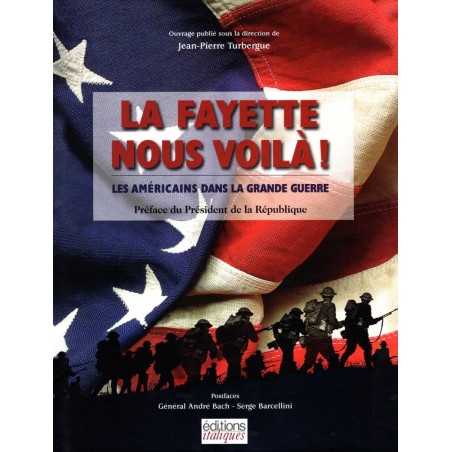 Ouvrage publié sous la direction de
Jean-Pierre Turbergue
LA FAYETTE
NOUS VOILÀ !
LES AMÉRICAINS DANS LA GRANDE GUERRE
Préface du Président de la République
Postfaces
Général André Bach - Serge Barcellini
éditions
italiques